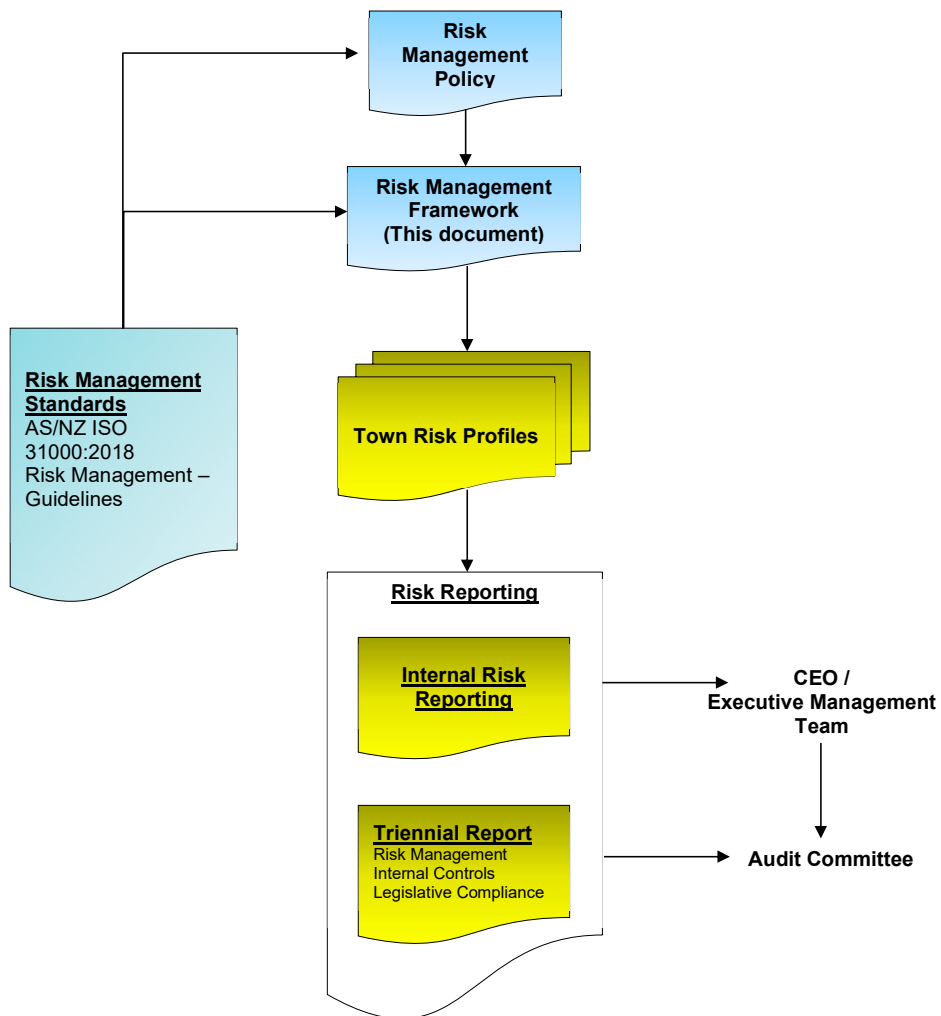 Risk
Management
Policy
Risk Management
Framework
(This document)
Risk Management
Standards
AS/NZ ISO
31000:2018
Risk Management –
Guidelines
Town Risk Profiles
Risk Reporting
Internal Risk
Reporting
CEO /
Executive Management
Team
Triennial Report
Risk Management
Internal Controls
Legislative Compliance
Audit Committee